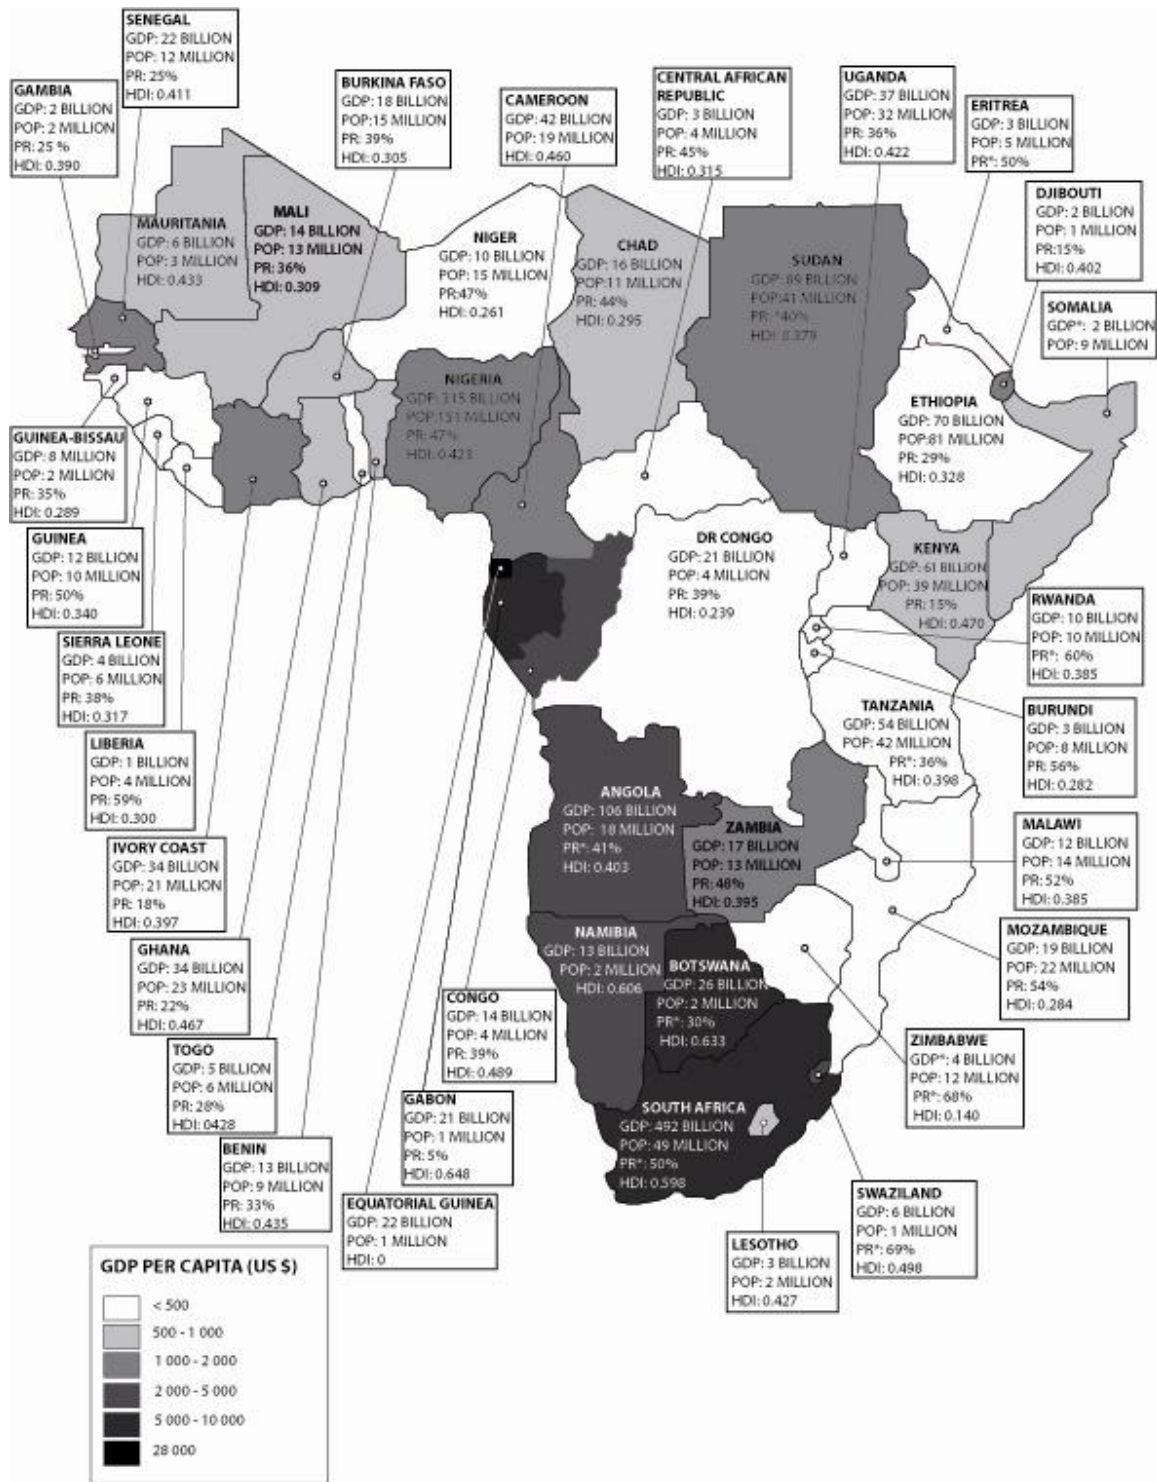 SENEGAL
GDP: 22 BILLION
POP: 12 MILLION
PR: 25%
HDI: 0.411
GAMBIA
GDP: 2 BILLION
POP: 2 MILLION
PR: 25 %
HDI: 0.390
BURKINA FASO
GDP: 18 BILLION
POP:15 MILLION
PR: 39%
HDI: 0.305
CAMEROON
GDP: 42 BILLION
POP: 19 MILLION
HDI: 0.460
CENTRAL AFRICAN
REPUBLIC
GDP: 3 BILLION
POP: 4 MILLION
PR: 45%
HDI: 0.315
UGANDA
GDP: 37 BILLION
POP: 32 MILLION
PR: 36%
HDI: 0.422
ERITREA
GDP: 3 BILLION
POP: 5 MILLION
PR*: 50%
DJIBOUTI
GDP: 2 BILLION
POP: 1 MILLION
PR:15%
HDI: 0.402
SOMALIA
GDP*: 2 BILLION
POP: 9 MILLION
MAURITANIA
GDP: 6 BILLION
POP: 3 MILLION
HDI: 0.433
MALI
GDP: 14 BILLION
POP: 13 MILLION
PR: 36%
HDI: 0.309
NIGER
GDP: 10 BILLION
POP: 15 MILLION
PR:47%
HDI: 0.261
CHAD
GDP: 16 BILLION
POP:11 MILLION
PR: 44%
HDI: 0.295
SUDAN
GDP: 89 BILLION
POP:41 MILLION
PR: *40%
HDI: 0.379
NIGERIA
GDP: 315 BILLION
POP:151 MILLION
PR: 47%
HDI: 0.423
ETHIOPIA
GDP: 70 BILLION
POP:81 MILLION
PR: 29%
HDI: 0.328
GUINEA-BISSAU
GDP: 8 MILLION
POP: 2 MILLION
PR: 35%
HDI: 0.289
GUINEA
GDP: 12 BILLION
POP: 10 MILLION
PR: 50%
HDI: 0.340
SIERRA LEONE
GDP: 4 BILLION
POP: 6 MILLION
PR: 38%
HDI: 0.317
LIBERIA
GDP: 1 BILLION
POP: 4 MILLION
PR: 59%
HDI: 0.300
IVORY COAST
GDP: 34 BILLION
POP: 21 MILLION
PR: 18%
HDI: 0.397
GHANA
GDP: 34 BILLION
POP: 23 MILLION
PR: 22%
HDI: 0.467
TOGO
GDP: 5 BILLION
POP: 6 MILLION
PR: 28%
HDI: 0428
BENIN
GDP: 13 BILLION
POP: 9 MILLION
PR: 33%
HDI: 0.435
DR CONGO
GDP: 21 BILLION
POP: 4 MILLION
PR: 39%
HDI: 0.239
KENYA
GDP: 61 BILLION
POP: 39 MILLION
PR: 15%
HDI: 0.470
RWANDA
GDP: 10 BILLION
POP: 10 MILLION
PR*: 60%
HDI: 0.385
TANZANIA
GDP: 54 BILLION
POP: 42 MILLION
PR*: 36%
HDI: 0.398
BURUNDI
GDP: 3 BILLION
POP: 8 MILLION
PR: 56%
HDI: 0.282
ANGOLA
GDP: 106 BILLION
POP: 18 MILLION
PR*: 41%
HDI: 0.403
ZAMBIA
GDP: 17 BILLION
POP: 13 MILLION
PR: 48%
HDI: 0.395
MALAWI
GDP: 12 BILLION
POP: 14 MILLION
PR: 52%
HDI: 0.385
MOZAMBIQUE
GDP: 19 BILLION
POP: 22 MILLION
PR: 54%
HDI: 0.284
NAMIBIA
GDP: 13 BILLION
POP: 2 MILLION
HDI: 0.606
BOTSWANA
GDP: 26 BILLION
POP: 2 MILLION
PR*: 30%
HDI: 0.633
CONGO
GDP: 14 BILLION
POP: 4 MILLION
PR: 39%
HDI: 0.489
ZIMBABWE
GDP*: 4 BILLION
POP: 12 MILLION
PR*: 68%
HDI: 0.140
GABON
GDP: 21 BILLION
POP: 1 MILLION
PR: 5%
HDI: 0.648
SOUTH AFRICA
GDP: 492 BILLION
POP: 49 MILLION
PR*: 50%
HDI: 0.598
EQUATORIAL GUINEA
GDP: 22 BILLION
POP: 1 MILLION
HDI: 0
SWAZILAND
GDP: 6 BILLION
POP: 1 MILLION
PR*: 69%
HDI: 0.498
LESOTHO
GDP: 3 BILLION
POP: 2 MILLION
HDI: 0.427
GDP PER CAPITA (US $)
< 500
500 - 1 000
1 000 - 2 000
2 000 - 5 000
5 000 - 10 000
28 000